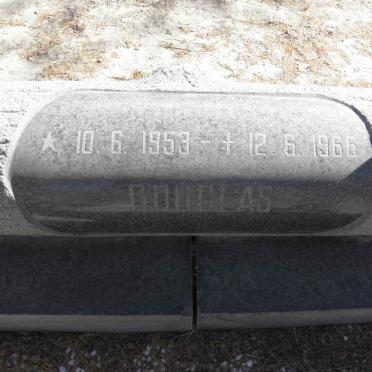 ★ 10. 6. 1953 - + 12. 6. 1966
DOUGLAS